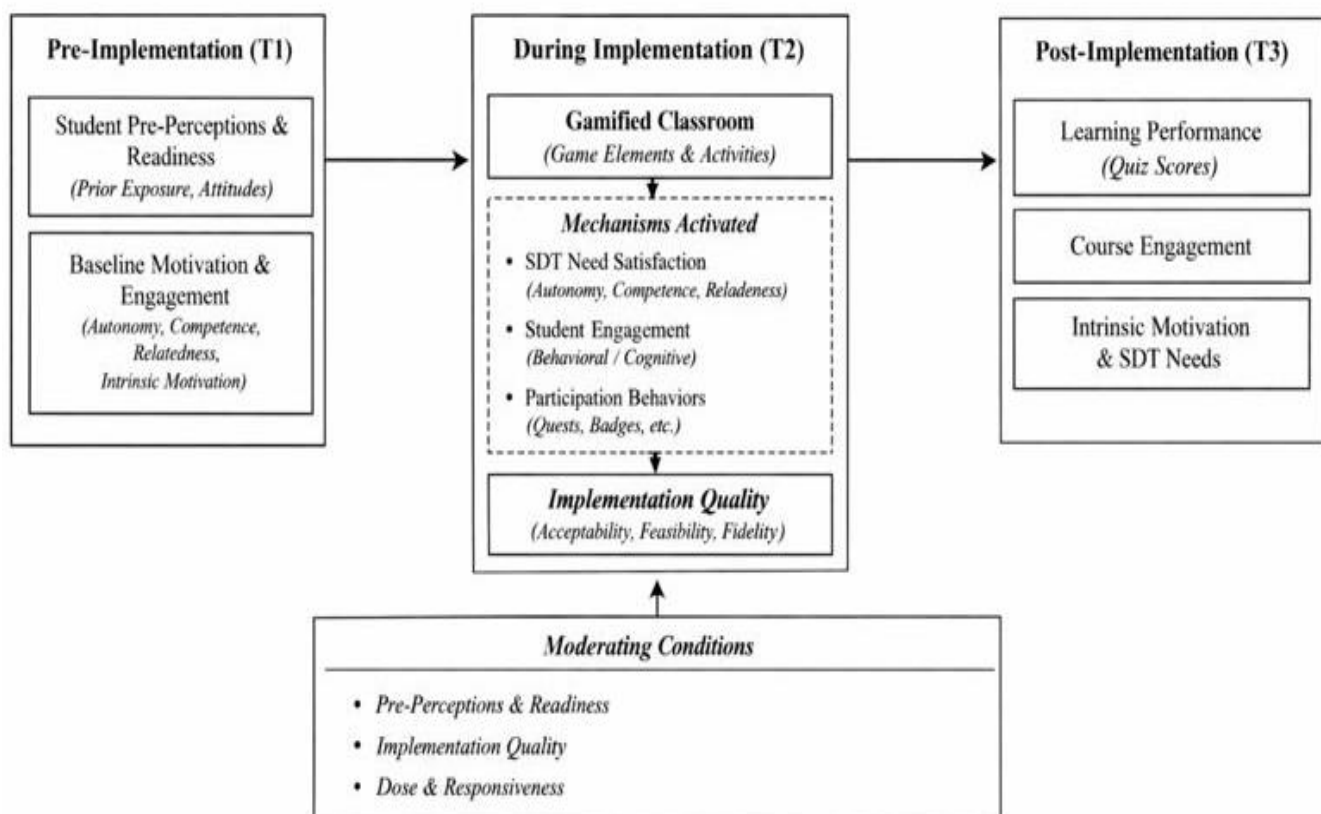 Pre-Implementation (T1)
Student Pre-Perceptions &
Readiness
(Prior Exposure, Attitudes)
Baseline Motivation &
Engagement
(Autonomy, Competence,
Relatedness,
Intrinsic Motivation)
During Implementation (T2)
Gamified Classroom
(Game Elements & Activities)
Mechanisms Activated
• SDT Need Satisfaction
(Autonomy, Competence, Reladeness)
• Student Engagement
(Behavioral / Cognitive)
• Participation Behaviors
(Quests, Badges, etc.)
Implementation Quality
(Acceptability, Feasibility, Fidelity)
Post-Implementation (T3)
Learning Performance
(Quiz Scores)
Course Engagement
Intrinsic Motivation
& SDT Needs
Moderating Conditions
• Pre-Perceptions & Readiness
• Implementation Quality
• Dose & Responsiveness